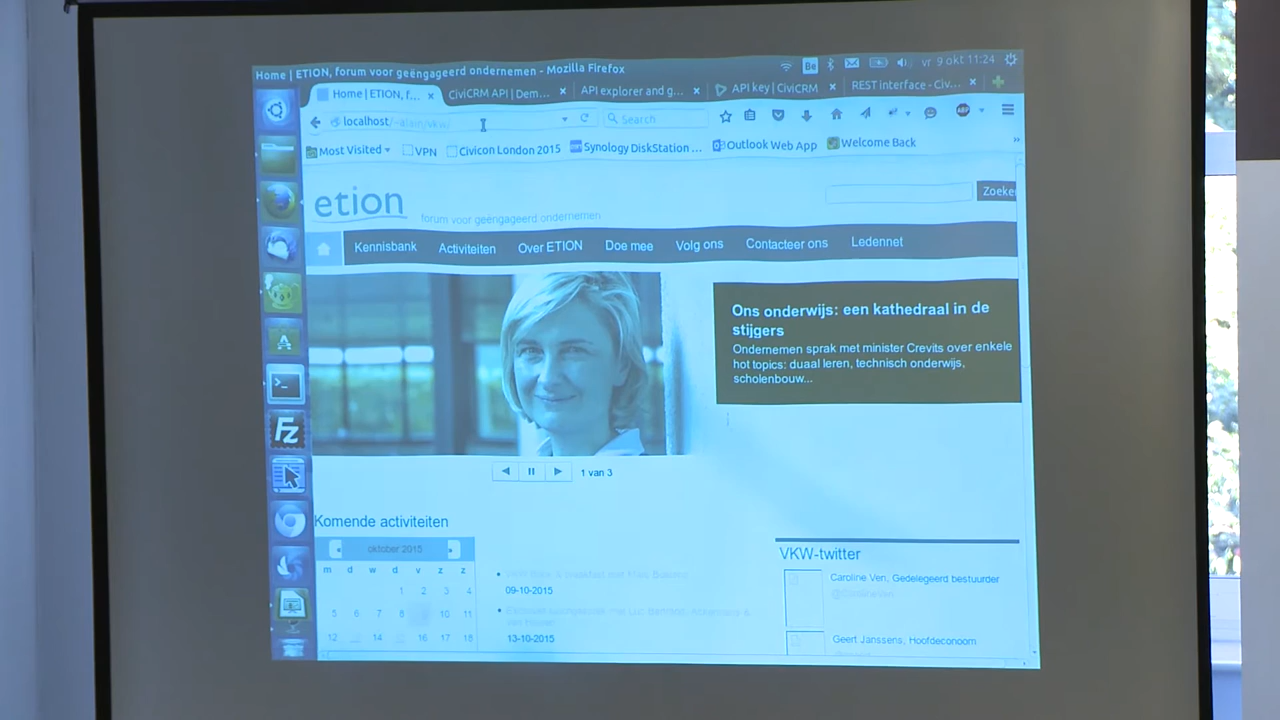 Home | ETION, forum voor geëngageerd ondernemen - Mozilla Firefox
Be
vr 9 okt 11:24
Home | ETION, f...
CiviCRM API | Dem...
API explorer and g...
API key | CiviCRM
REST interface - Civ...
localhost/~alain/vkw/
Search
ABP
Most Visited
VPN
Civicon London 2015
Synology DiskStation ...
Outlook Web App
Welcome Back
etion
forum voor geëngageerd ondernemen
Zoeke
Kennisbank
Activiteiten
Over ETION
Doe mee
Volg ons
Contacteer ons
Ledennet
Ons onderwijs: een kathedraal in de
stijgers
Ondernemen sprak met minister Crevits over enkele
hot topics: duaal leren, technisch onderwijs,
scholenbouw...
1 van 3
Komende activiteiten
oktober 2015
m d w d v z z
1 2 3 4
5 6 7 8 10 11
12 14 16 17 18
09-10-2015
13-10-2015
VKW-twitter
Caroline Ven, Gedelegeerd bestuurder
@CarolineVen
Geert Janssens, Hoofdeconoom
Fz